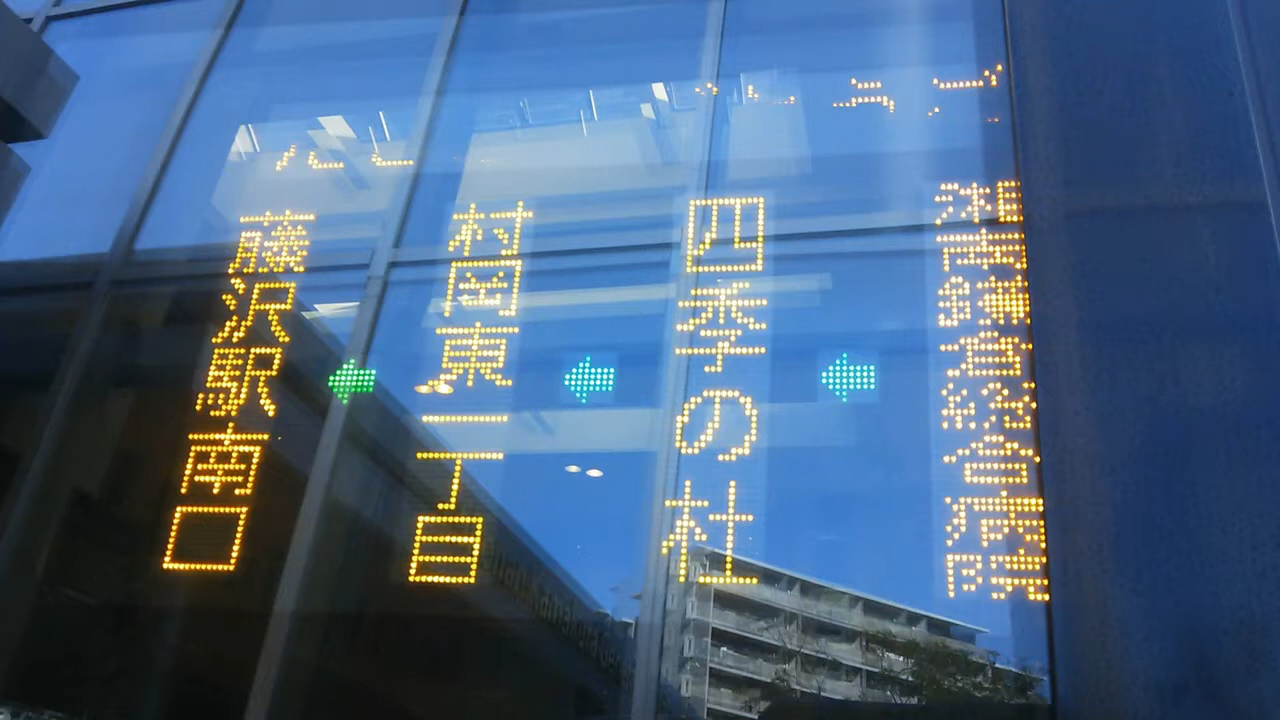 湘南鎌倉総合病院
四季の杜
村岡東一丁目
藤沢駅南口